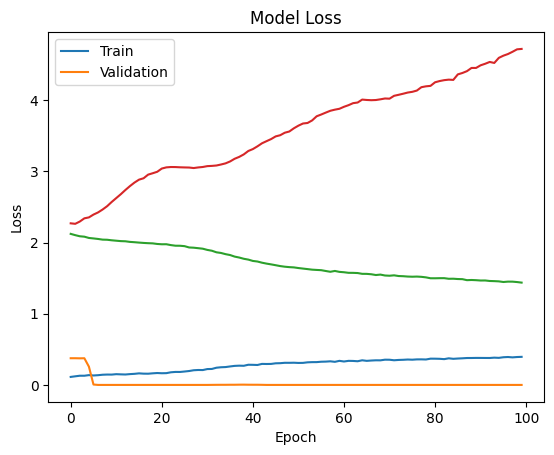 Model Loss
Train
Validation
Loss
4
3
2
1
0
0 20 40 60 80 100
Epoch